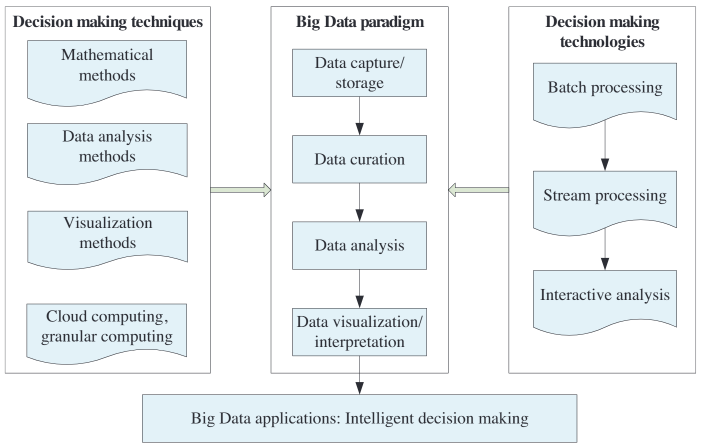 Decision making techniques
Mathematical
methods
Data analysis
methods
Visualization
methods
Cloud computing,
granular computing
Big Data paradigm
Data capture/
storage
Data curation
Data analysis
Data visualization/
interpretation
Decision making
technologies
Batch processing
Stream processing
Interactive analysis
Big Data applications: Intelligent decision making